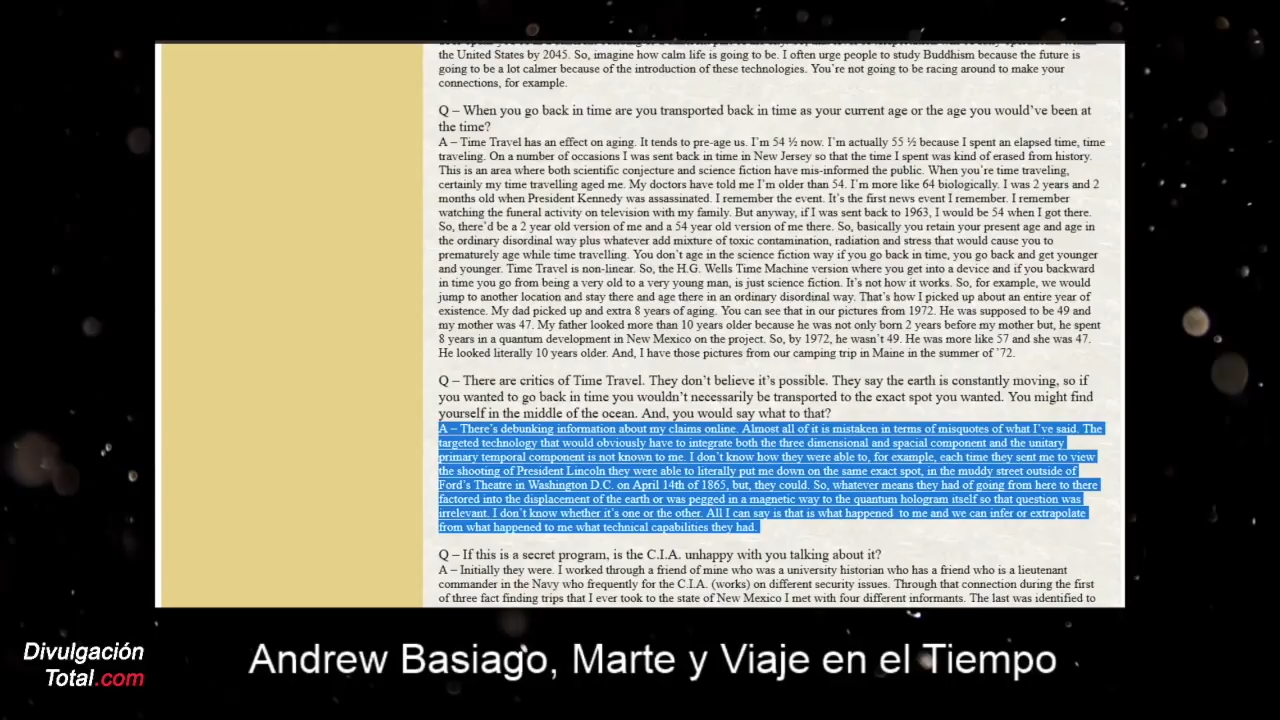 the United States by 2045. So, imagine how calm life is going to be. I often urge people to study Buddhism because the future is
going to be a lot calmer because of the introduction of these technologies. You’re not going to be racing around to make your
connections, for example.
Q – When you go back in time are you transported back in time as your current age or the age you would’ve been at
the time?
A – Time Travel has an effect on aging. It tends to pre-age us. I’m 54 ½ now. I’m actually 55 ½ because I spent an elapsed time, time
traveling. On a number of occasions I was sent back in time in New Jersey so that the time I spent was kind of erased from history.
This is an area where both scientific conjecture and science fiction have mis-informed the public. When you’re time traveling,
certainly my time travelling aged me. My doctors have told me I’m older than 54. I’m more like 64 biologically. I was 2 years and 2
months old when President Kennedy was assassinated. I remember the event. It’s the first news event I remember. I remember
watching the funeral activity on television with my family. But anyway, if I was sent back to 1963, I would be 54 when I got there.
So, there’d be a 2 year old version of me and a 54 year old version of me there. So, basically you retain your present age and age in
the ordinary disordinal way plus whatever add mixture of toxic contamination, radiation and stress that would cause you to
prematurely age while time travelling. You don’t age in the science fiction way if you go back in time, you go back and get younger
and younger. Time Travel is non-linear. So, the H.G. Wells Time Machine version where you get into a device and if you backward
in time you go from being a very old to a very young man, is just science fiction. It’s not how it works. So, for example, we would
jump to another location and stay there and age there in an ordinary disordinal way. That’s how I picked up about an entire year of
existence. My dad picked up and extra 8 years of aging. You can see that in our pictures from 1972. He was supposed to be 49 and
my mother was 47. My father looked more than 10 years older because he was not only born 2 years before my mother but, he spent
8 years in a quantum development in New Mexico on the project. So, by 1972, he wasn’t 49. He was more like 57 and she was 47.
He looked literally 10 years older. And, I have those pictures from our camping trip in Maine in the summer of ’72.
Q – There are critics of Time Travel. They don’t believe it’s possible. They say the earth is constantly moving, so if
you wanted to go back in time you wouldn’t necessarily be transported to the exact spot you wanted. You might find
yourself in the middle of the ocean. And, you would say what to that?
A – There’s debunking information about my claims online. Almost all of it is mistaken in terms of misquotes of what I’ve said. The
targeted technology that would obviously have to integrate both the three dimensional and spacial component and the unitary
primary temporal component is not known to me. I don’t know how they were able to, for example, each time they sent me to view
the shooting of President Lincoln they were able to literally put me down on the same exact spot, in the muddy street outside of
Ford’s Theatre in Washington D.C. on April 14th of 1865, but, they could. So, whatever means they had of going from here to there
factored into the displacement of the earth or was pegged in a magnetic way to the quantum hologram itself so that question was
irrelevant. I don’t know whether it’s one or the other. All I can say is that is what happened to me and we can infer or extrapolate
from what happened to me what technical capabilities they had.
Q – If this is a secret program, is the C.I.A. unhappy with you talking about it?
A – Initially they were. I worked through a friend of mine who was a university historian who has a friend who is a lieutenant
commander in the Navy who frequently for the C.I.A. (works) on different security issues. Through that connection during the first
of three fact finding trips that I ever took to the state of New Mexico I met with four different informants. The last was identified to
Divulgación
Total.com
Andrew Basiago, Marte y Viaje en el Tiempo